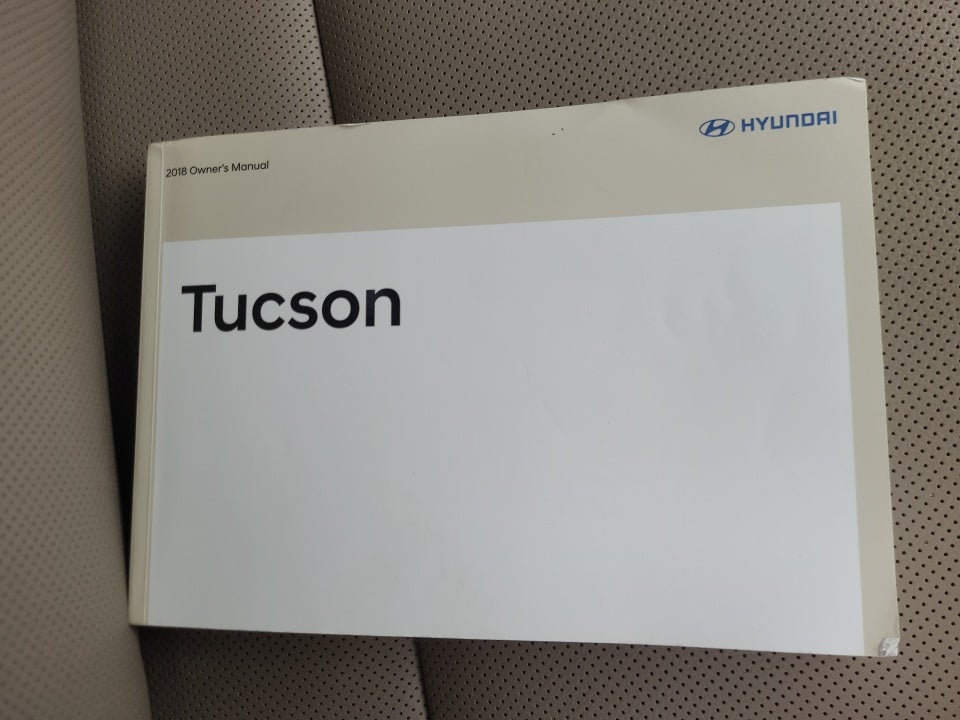 HYUNDAI
2018 Owner's Manual
Tucson